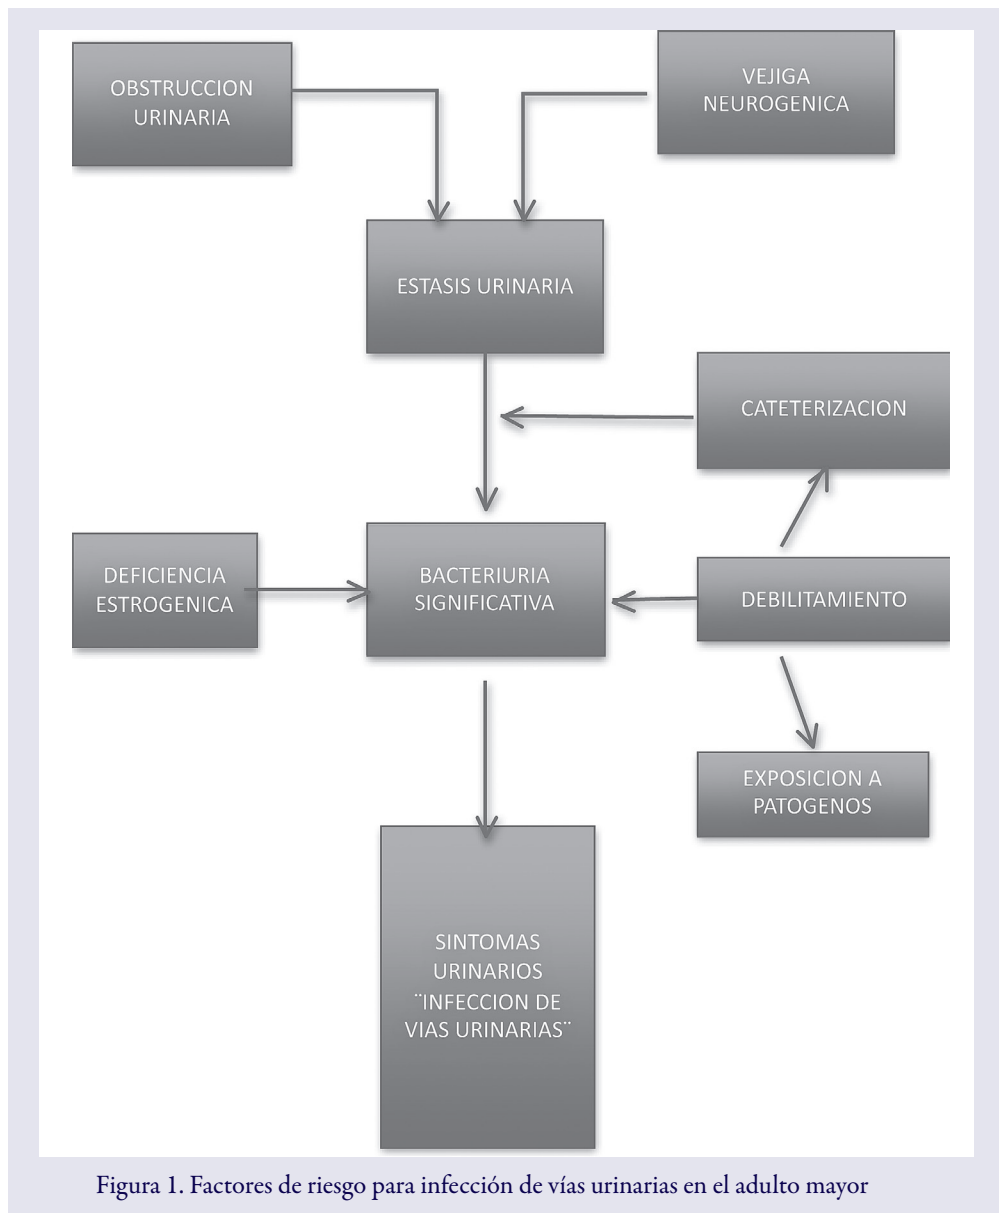 OBSTRUCCION
URINARIA
VEJIGA
NEUROGENICA
ESTASIS URINARIA
CATETERIZACION
DEFICIENCIA
ESTROGENICA
BACTERIURIA
SIGNIFICATIVA
DEBILITAMIENTO
EXPOSICION A
PATOGENOS
SINTOMAS
URINARIOS
¨INFECCION DE
VIAS URINARIAS¨
Figura 1. Factores de riesgo para infección de vías urinarias en el adulto mayor